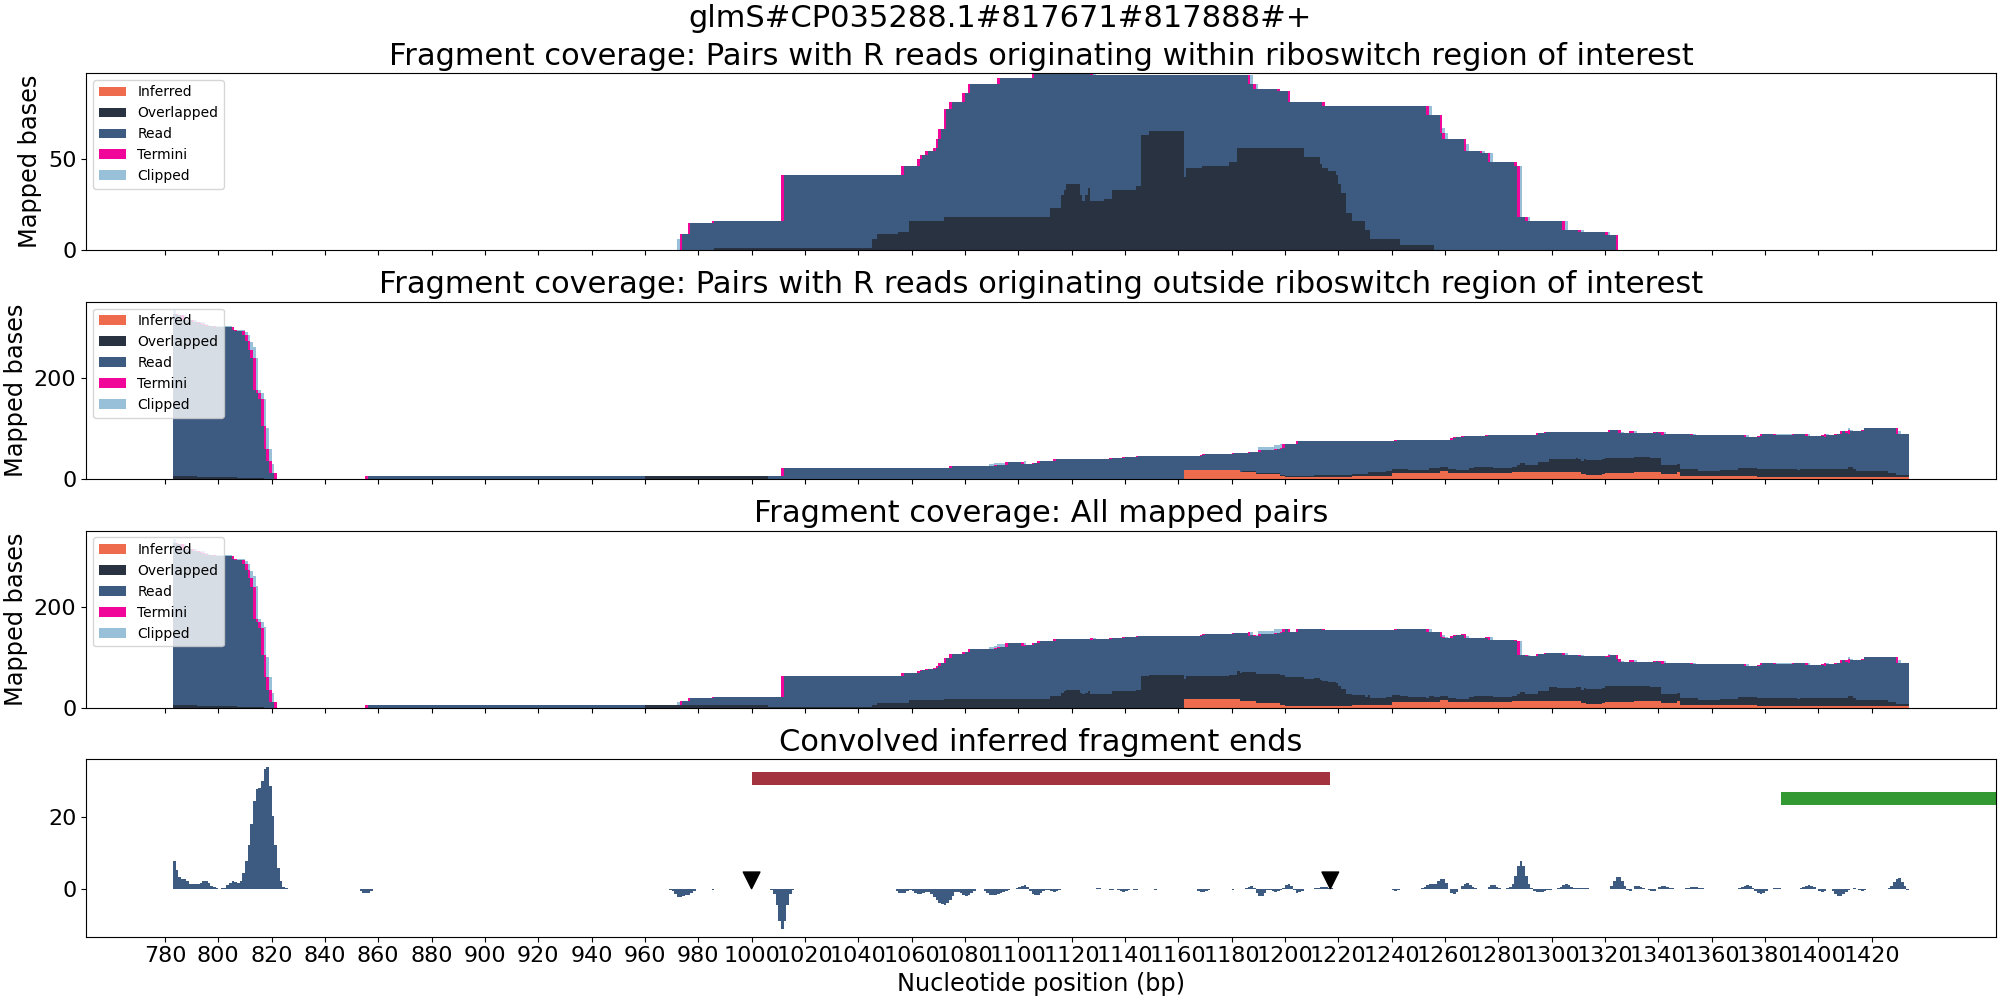 glmS#CP035288.1#817671#817888#+
Fragment coverage: Pairs with R reads originating within riboswitch region of interest
Mapped bases
50
0
Inferred
Overlapped
Read
Termini
Clipped
Fragment coverage: Pairs with R reads originating outside riboswitch region of interest
Mapped bases
200
0
Inferred
Overlapped
Read
Termini
Clipped
Fragment coverage: All mapped pairs
Mapped bases
200
0
Inferred
Overlapped
Read
Termini
Clipped
Convolved inferred fragment ends
20
0
780 800 820 840 860 880 900 920 940 960 980 1000 1020 1040 1060 1080 1100 1120 1140 1160 1180 1200 1220 1240 1260 1280 1300 1320 1340 1360 1380 1400 1420
Nucleotide position (bp)